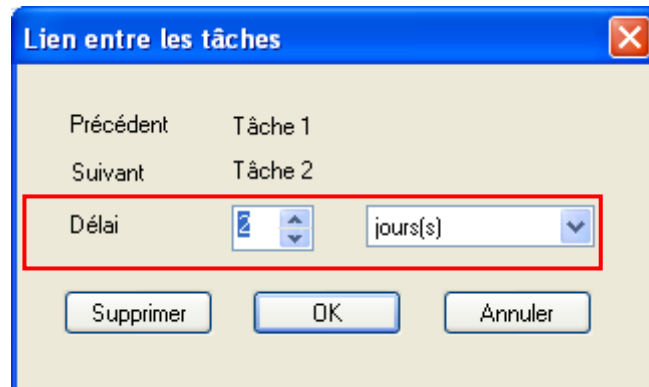 Lien entre les tâches
Précédent Tâche 1
Suivant Tâche 2
Délai 2 jours(s)
Supprimer OK Annuler